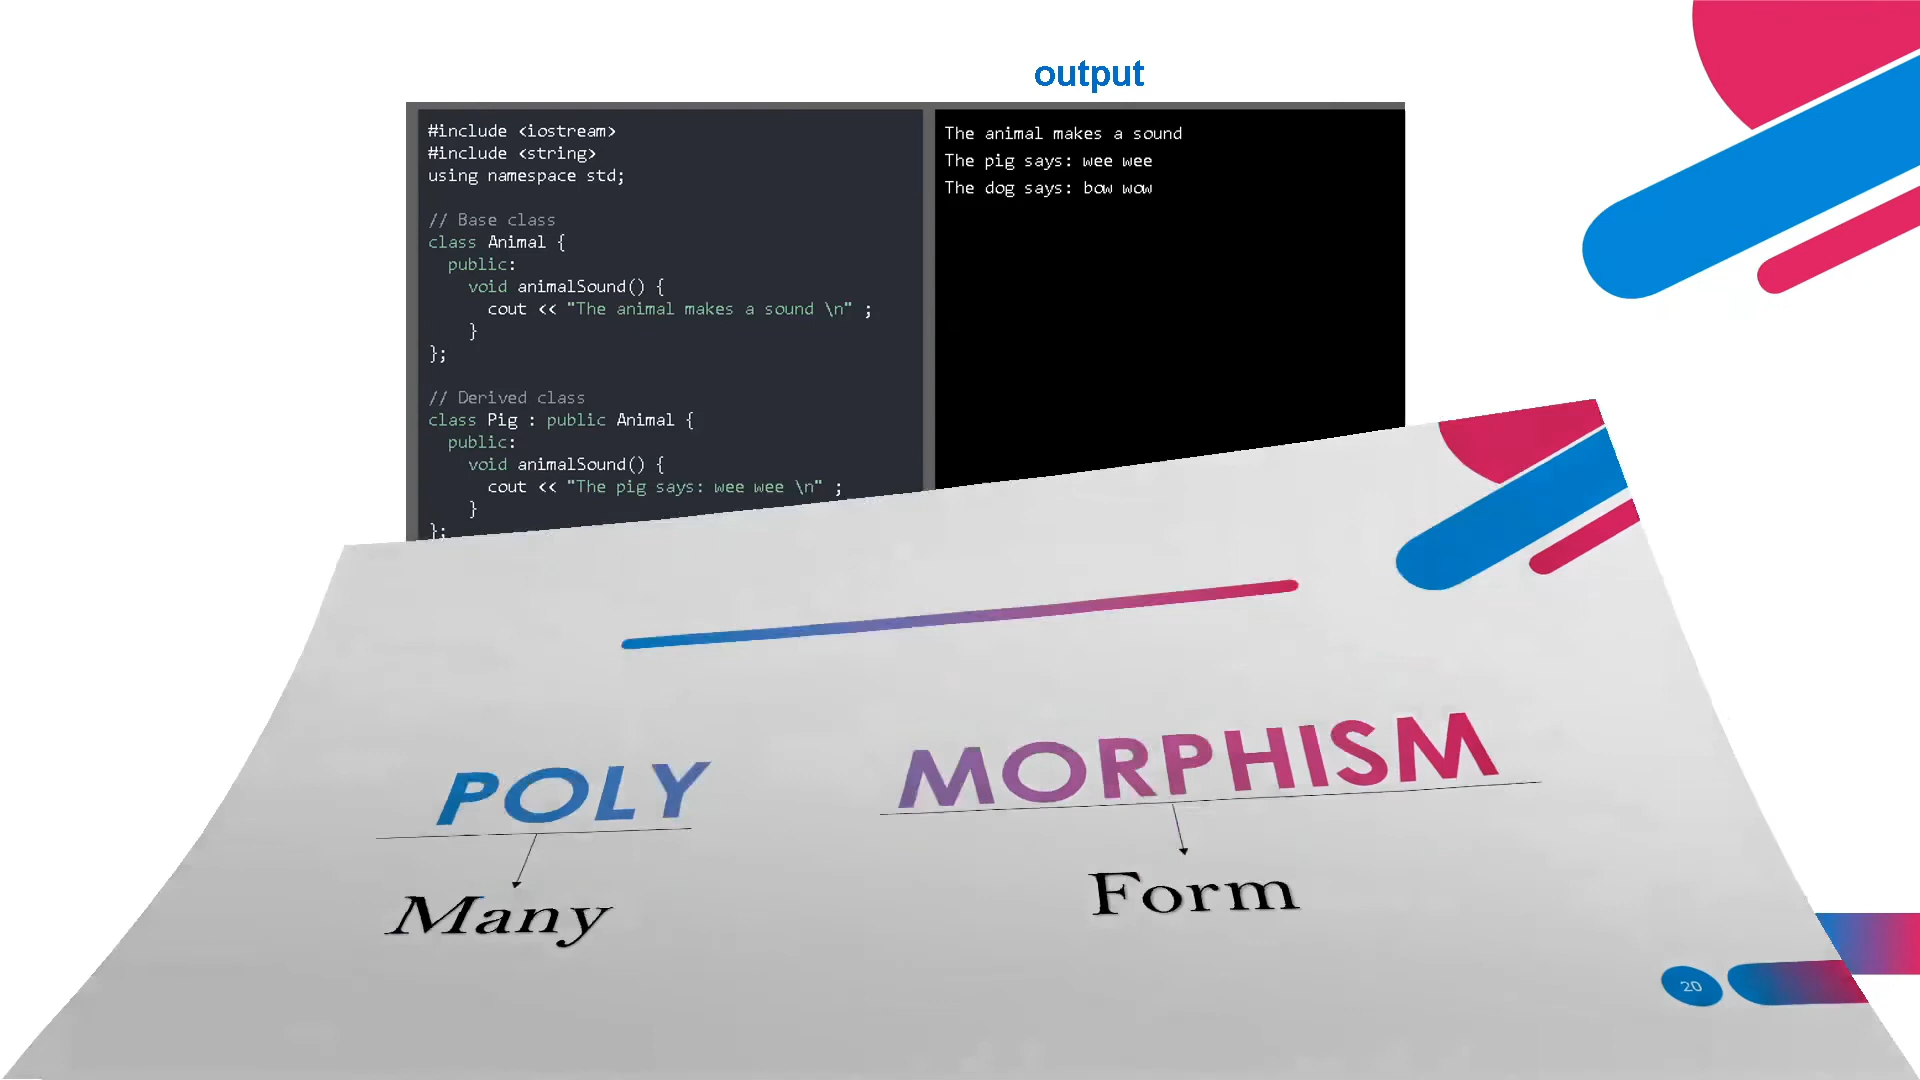 output
#include <iostream>
#include <string>
using namespace std;
// Base class
class Animal {
public:
void animalSound() {
cout << "The animal makes a sound \n" ;
}
};
// Derived class
class Pig : public Animal {
public:
void animalSound() {
cout << "The pig says: wee wee \n" ;
}
};
The animal makes a sound
The pig says: wee wee
The dog says: bow wow
POLY MORPHISM
Many Form
20